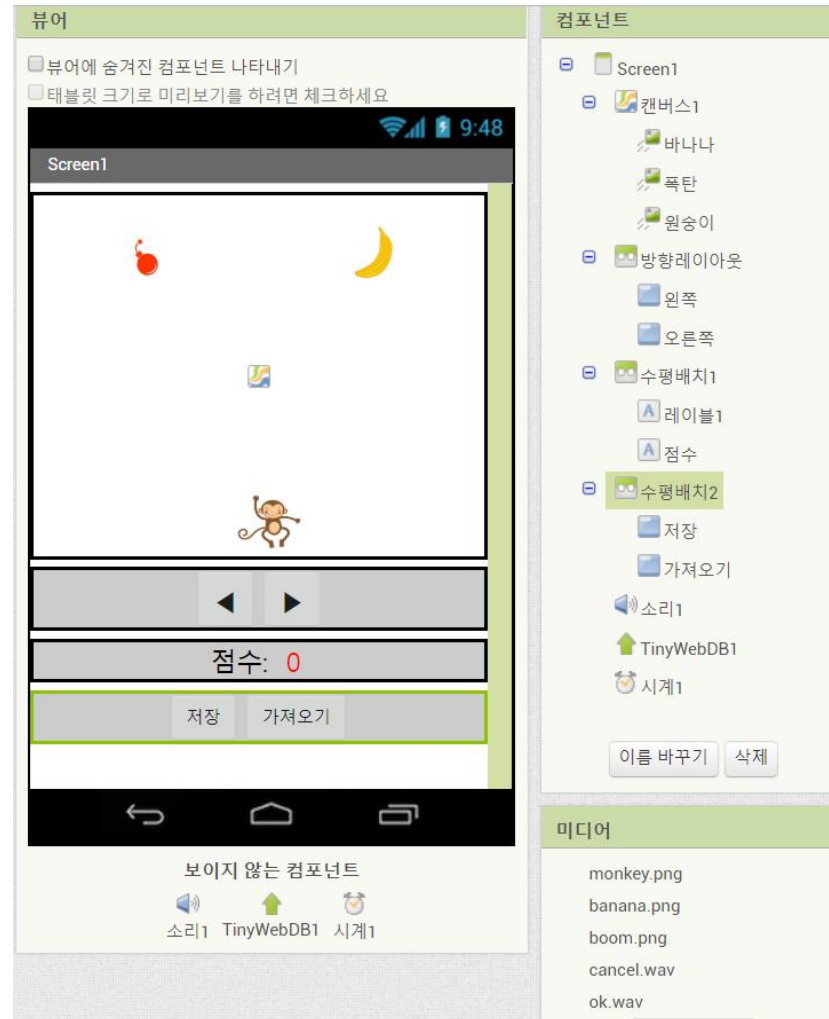 뷰어
뷰어에 숨겨진 컴포넌트 나타내기
태블릿 크기로 미리보기를 하려면 체크하세요
9:48
Screen1
점수: 0
저장 가져오기
보이지 않는 컴포넌트
소리1 TinyWebDB1 시계1
컴포넌트
Screen1
캔버스1
바나나
폭탄
원숭이
방향레이아웃
왼쪽
오른쪽
수평배치1
A 레이블1
A 점수
수평배치2
저장
가져오기
소리1
TinyWebDB1
시계1
이름 바꾸기 삭제
미디어
monkey.png
banana.png
boom.png
cancel.wav
ok.wav